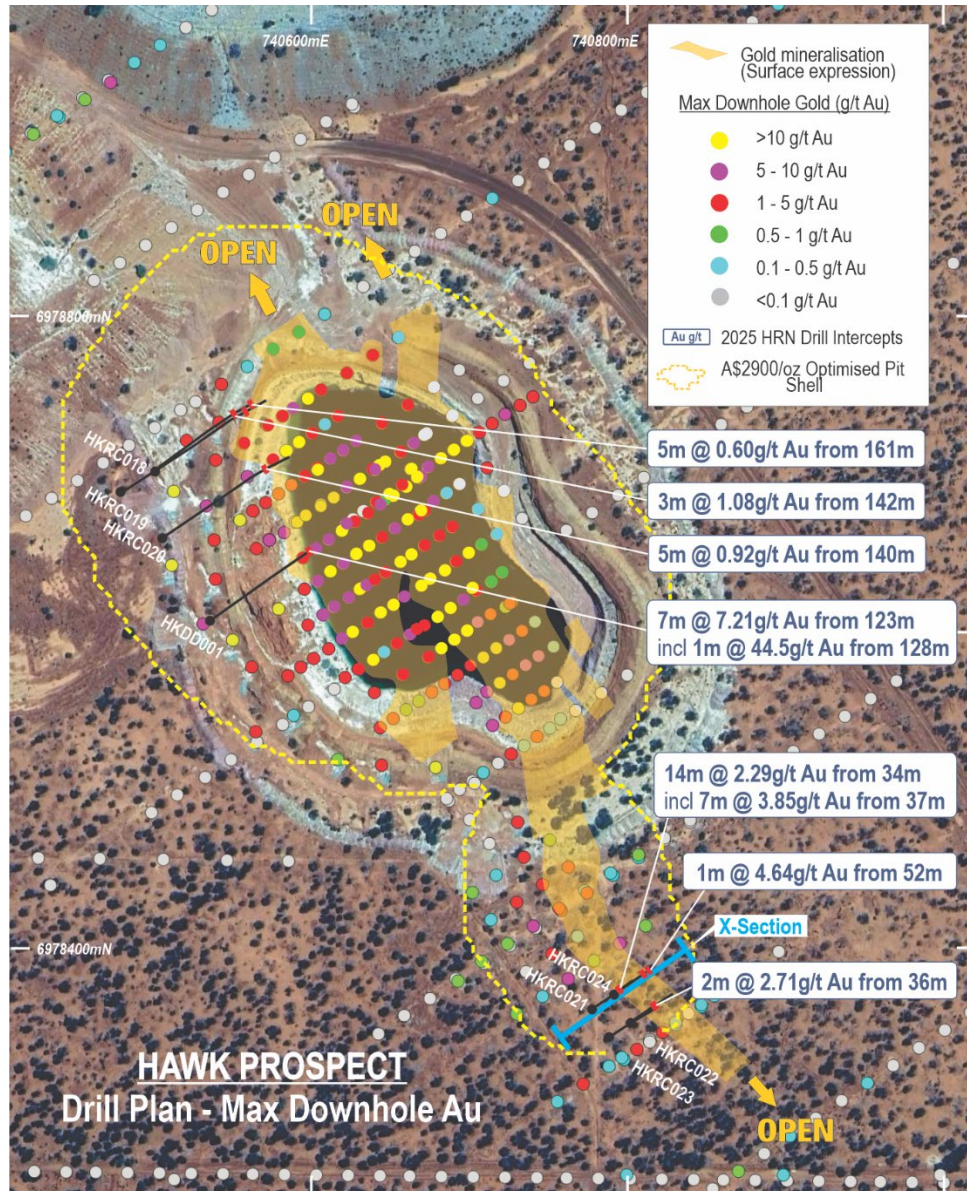 740600mE
740800mE
Gold mineralisation
(Surface expression)
Max Downhole Gold (g/t Au)
>10 g/t Au
5 - 10 g/t Au
1 - 5 g/t Au
0.5 - 1 g/t Au
0.1 - 0.5 g/t Au
<0.1 g/t Au
Au g/t 2025 HRN Drill Intercepts
A$2900/oz Optimised Pit
Shell
OPEN
OPEN
6978800mN
HKRC018
HKRC019
HKRC020
HKDD001
5m @ 0.60g/t Au from 161m
3m @ 1.08g/t Au from 142m
5m @ 0.92g/t Au from 140m
7m @ 7.21g/t Au from 123m
incl 1m @ 44.5g/t Au from 128m
14m @ 2.29g/t Au from 34m
incl 7m @ 3.85g/t Au from 37m
1m @ 4.64g/t Au from 52m
X-Section
6978400mN
HKRC024
HKRC021
2m @ 2.71g/t Au from 36m
HKRC022
HKRC023
HAWK PROSPECT
Drill Plan - Max Downhole Au
OPEN